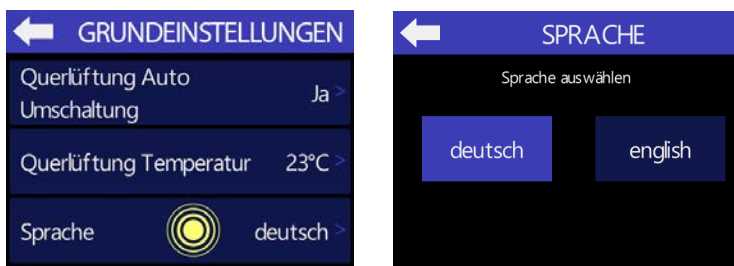 GRUNDEINSTELLUNGEN
Querlüftung Auto
Umschaltung
Ja >
Querlüftung Temperatur 23°C >
Sprache deutsch >
SPRACHE
Sprache auswählen
deutsch english